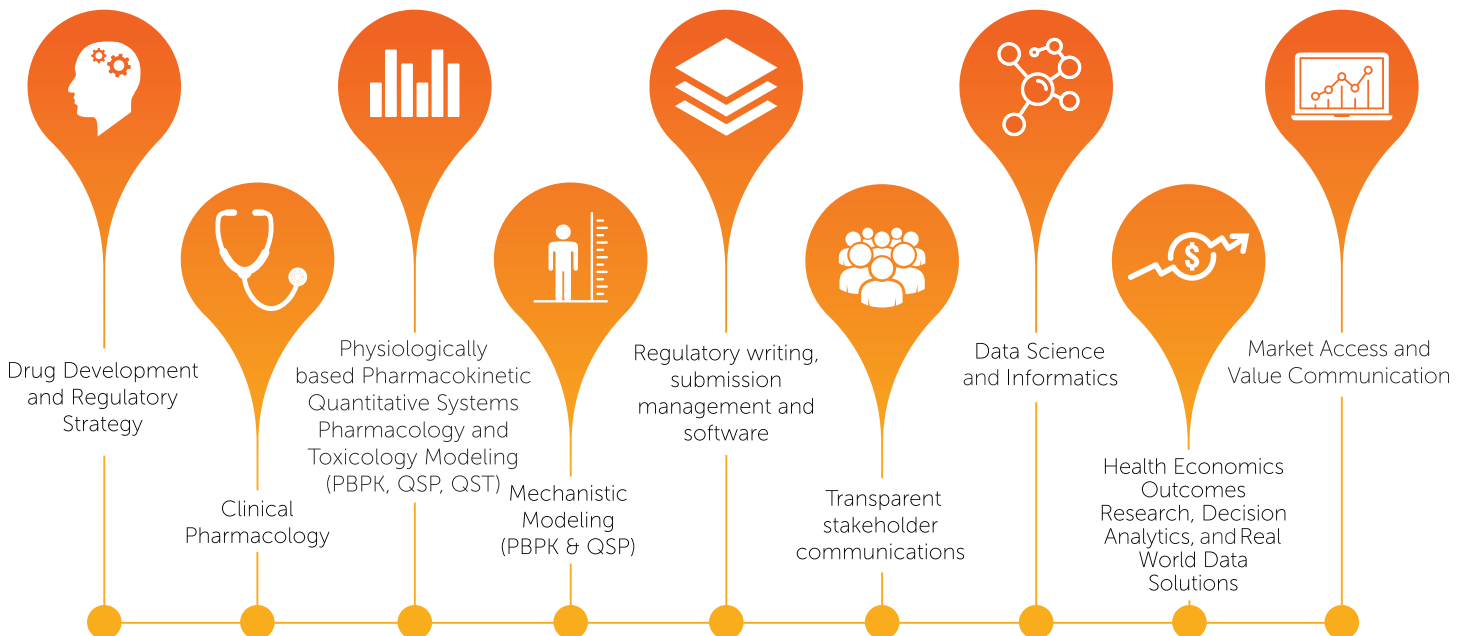 Drug Development
and Regulatory
Strategy
Clinical
Pharmacology
Physiologically
based Pharmacokinetic
Quantitative Systems
Pharmacology and
Toxicology Modeling
(PBPK, QSP, QST)
Mechanistic
Modeling
(PBPK & QSP)
Regulatory writing,
submission
management and
software
Transparent
stakeholder
communications
Data Science
and Informatics
$
Health Economics
Outcomes
Research, Decision
Analytics, and Real
World Data
Solutions
Market Access and
Value Communication